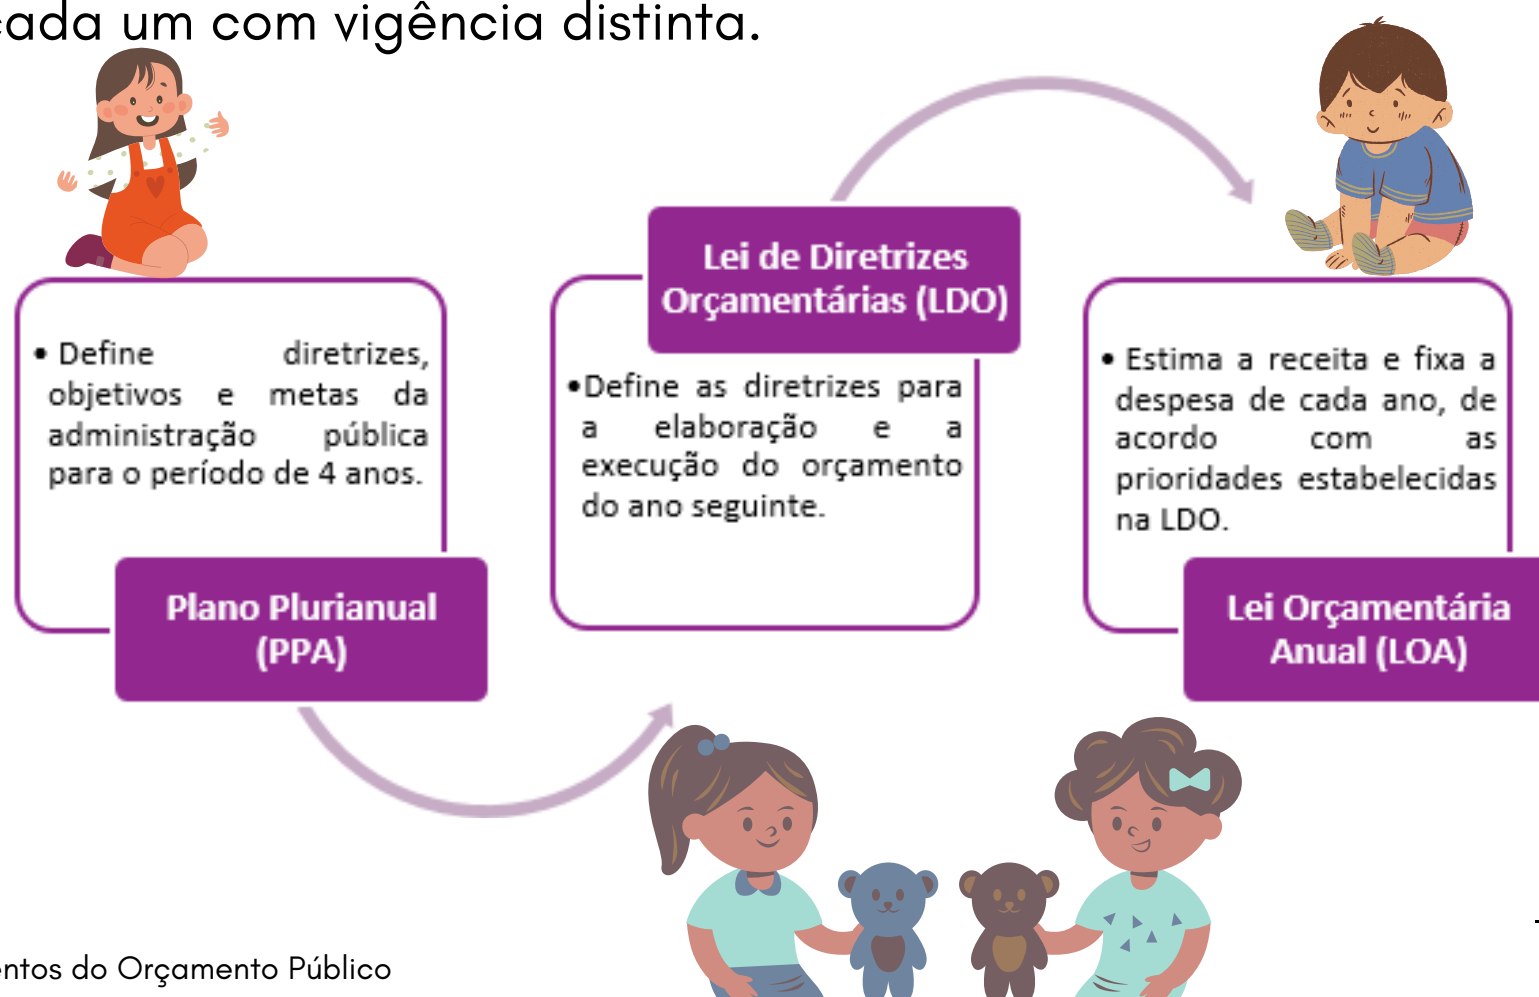 cada um com vigência distinta.
• Define diretrizes,
objetivos e metas da
administração pública
para o período de 4 anos.
Plano Plurianual
(PPA)
Lei de Diretrizes
Orçamentárias (LDO)
•Define as diretrizes para
a elaboração e a
execução do orçamento
do ano seguinte.
• Estima a receita e fixa a
despesa de cada ano, de
acordo com as
prioridades estabelecidas
na LDO.
Lei Orçamentária
Anual (LOA)
entos do Orçamento Público